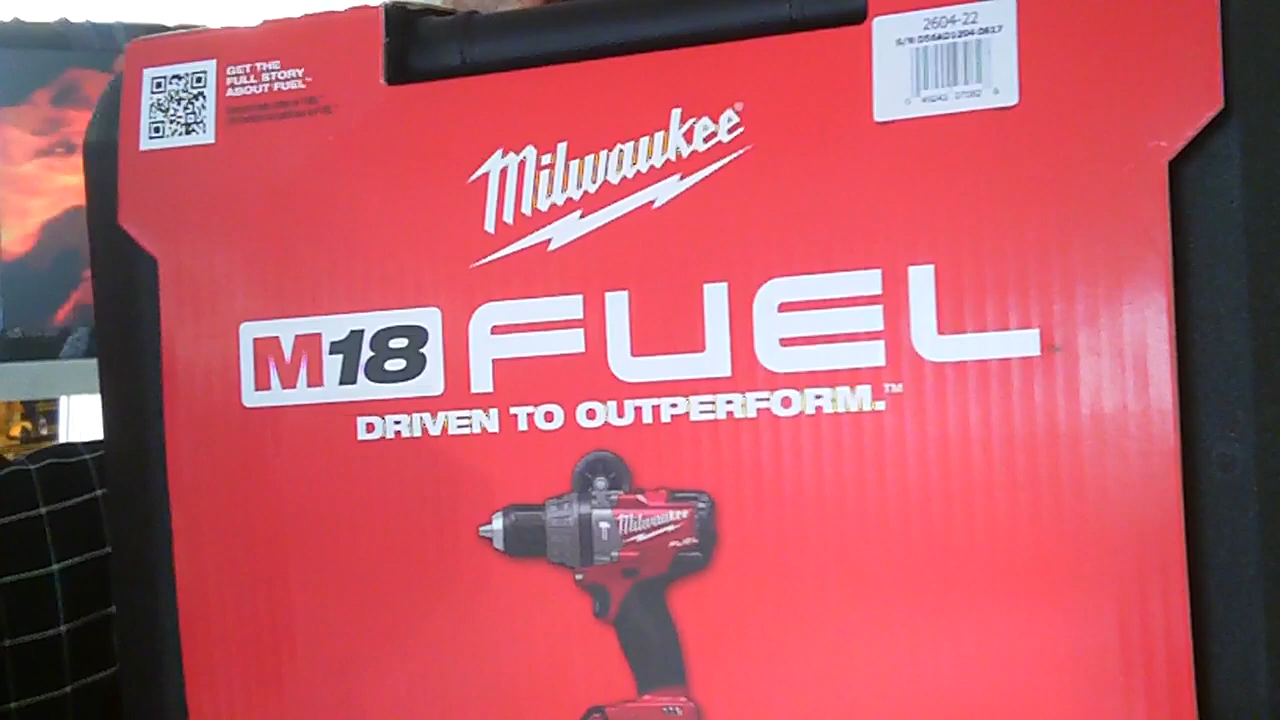 GET THE
FULL STORY
ABOUT FUEL™
2604-22
Milwaukee®
M18 FUEL
DRIVEN TO OUTPERFORM.™
Milwaukee
FUEL